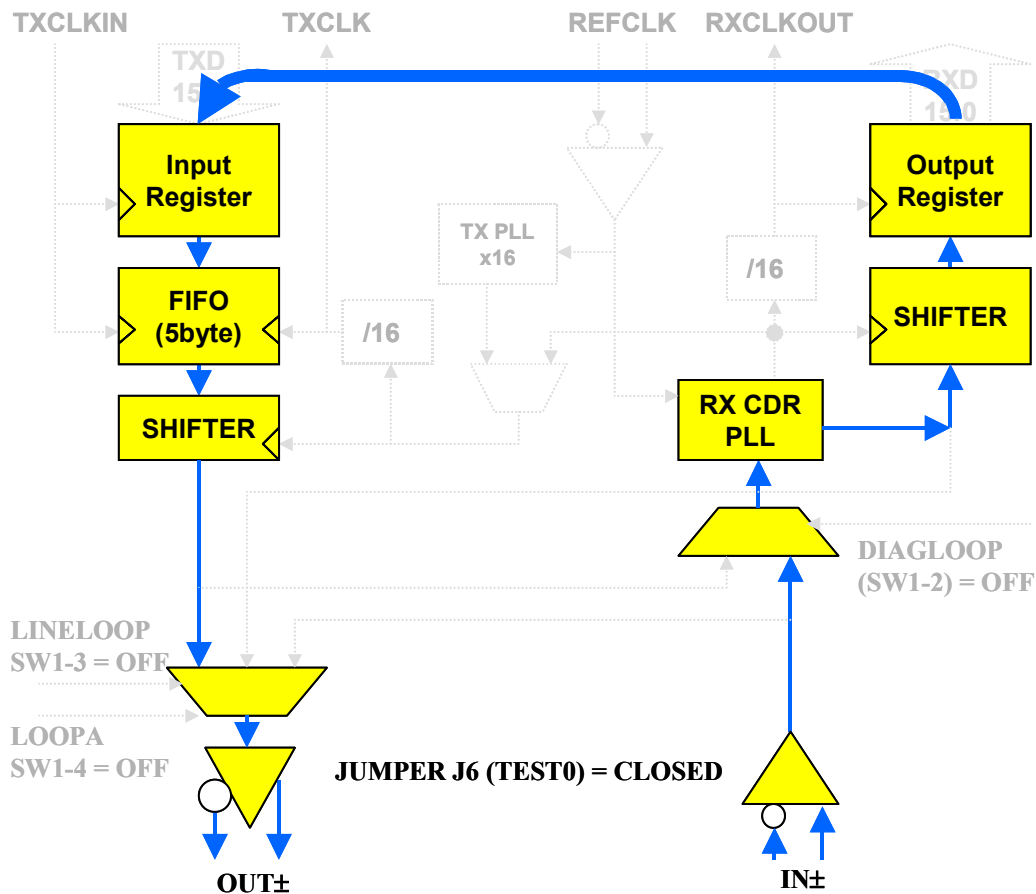 TXCLKIN TXCLK REFCLK RXCLKOUT
TXD
RXD
15:0
Input
Register
Output
Register
TX PLL
x16
/16
FIFO
(5byte)
/16
SHIFTER
RX CDR
PLL
SHIFTER
DIAGLOOP
(SW1-2) = OFF
LINELOOP
SW1-3 = OFF
LOOPA
SW1-4 = OFF
JUMPER J6 (TEST0) = CLOSED
OUT±
IN±